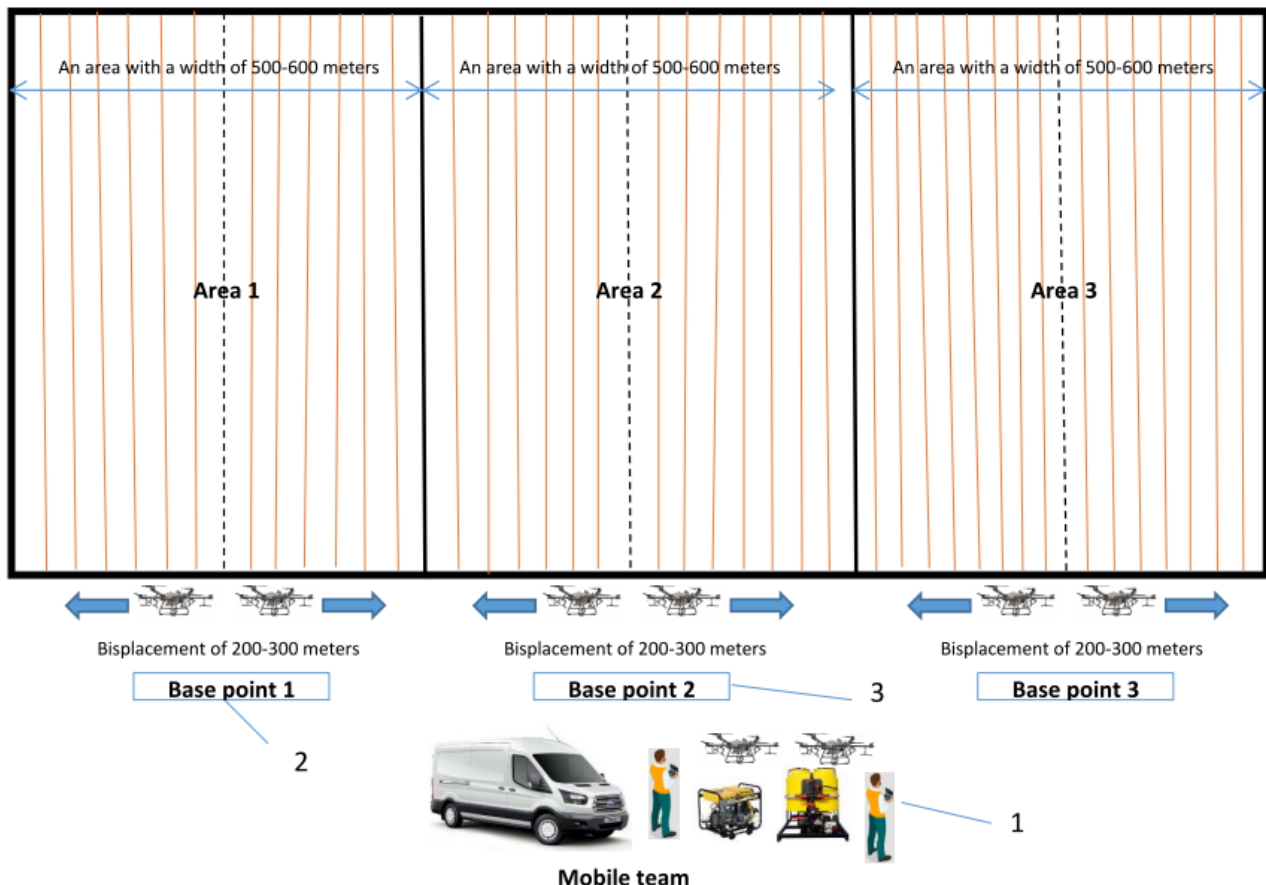 An area with a width of 500-600 meters
An area with a width of 500-600 meters
An area with a width of 500-600 meters
Area 1
Area 2
Area 3
Bisplacement of 200-300 meters
Bisplacement of 200-300 meters
Bisplacement of 200-300 meters
Base point 1
Base point 2
Base point 3
3
2
1
Mobile team